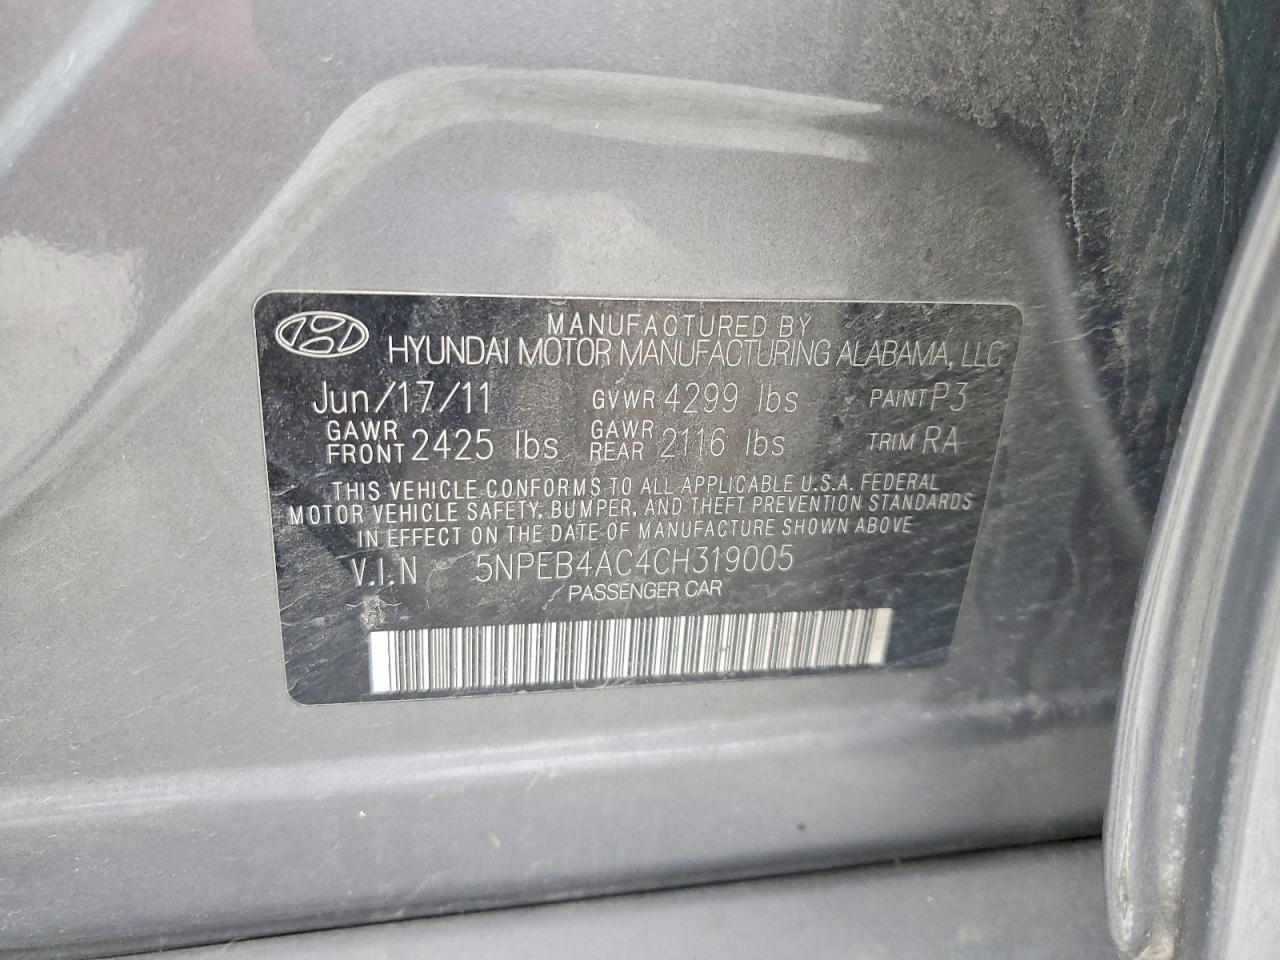 MANUFACTURED BY
HYUNDAI MOTOR MANUFACTURING ALABAMA, LLC
Jun/17/11 GVWR 4299 lbs PAINT P3
GAWR FRONT 2425 lbs GAWR REAR 2116 lbs TRIM RA
THIS VEHICLE CONFORMS TO ALL APPLICABLE U.S.A. FEDERAL
MOTOR VEHICLE SAFETY, BUMPER, AND THEFT PREVENTION STANDARDS
IN EFFECT ON THE DATE OF MANUFACTURE SHOWN ABOVE
V.I.N 5NPEB4AC4CH319005
PASSENGER CAR